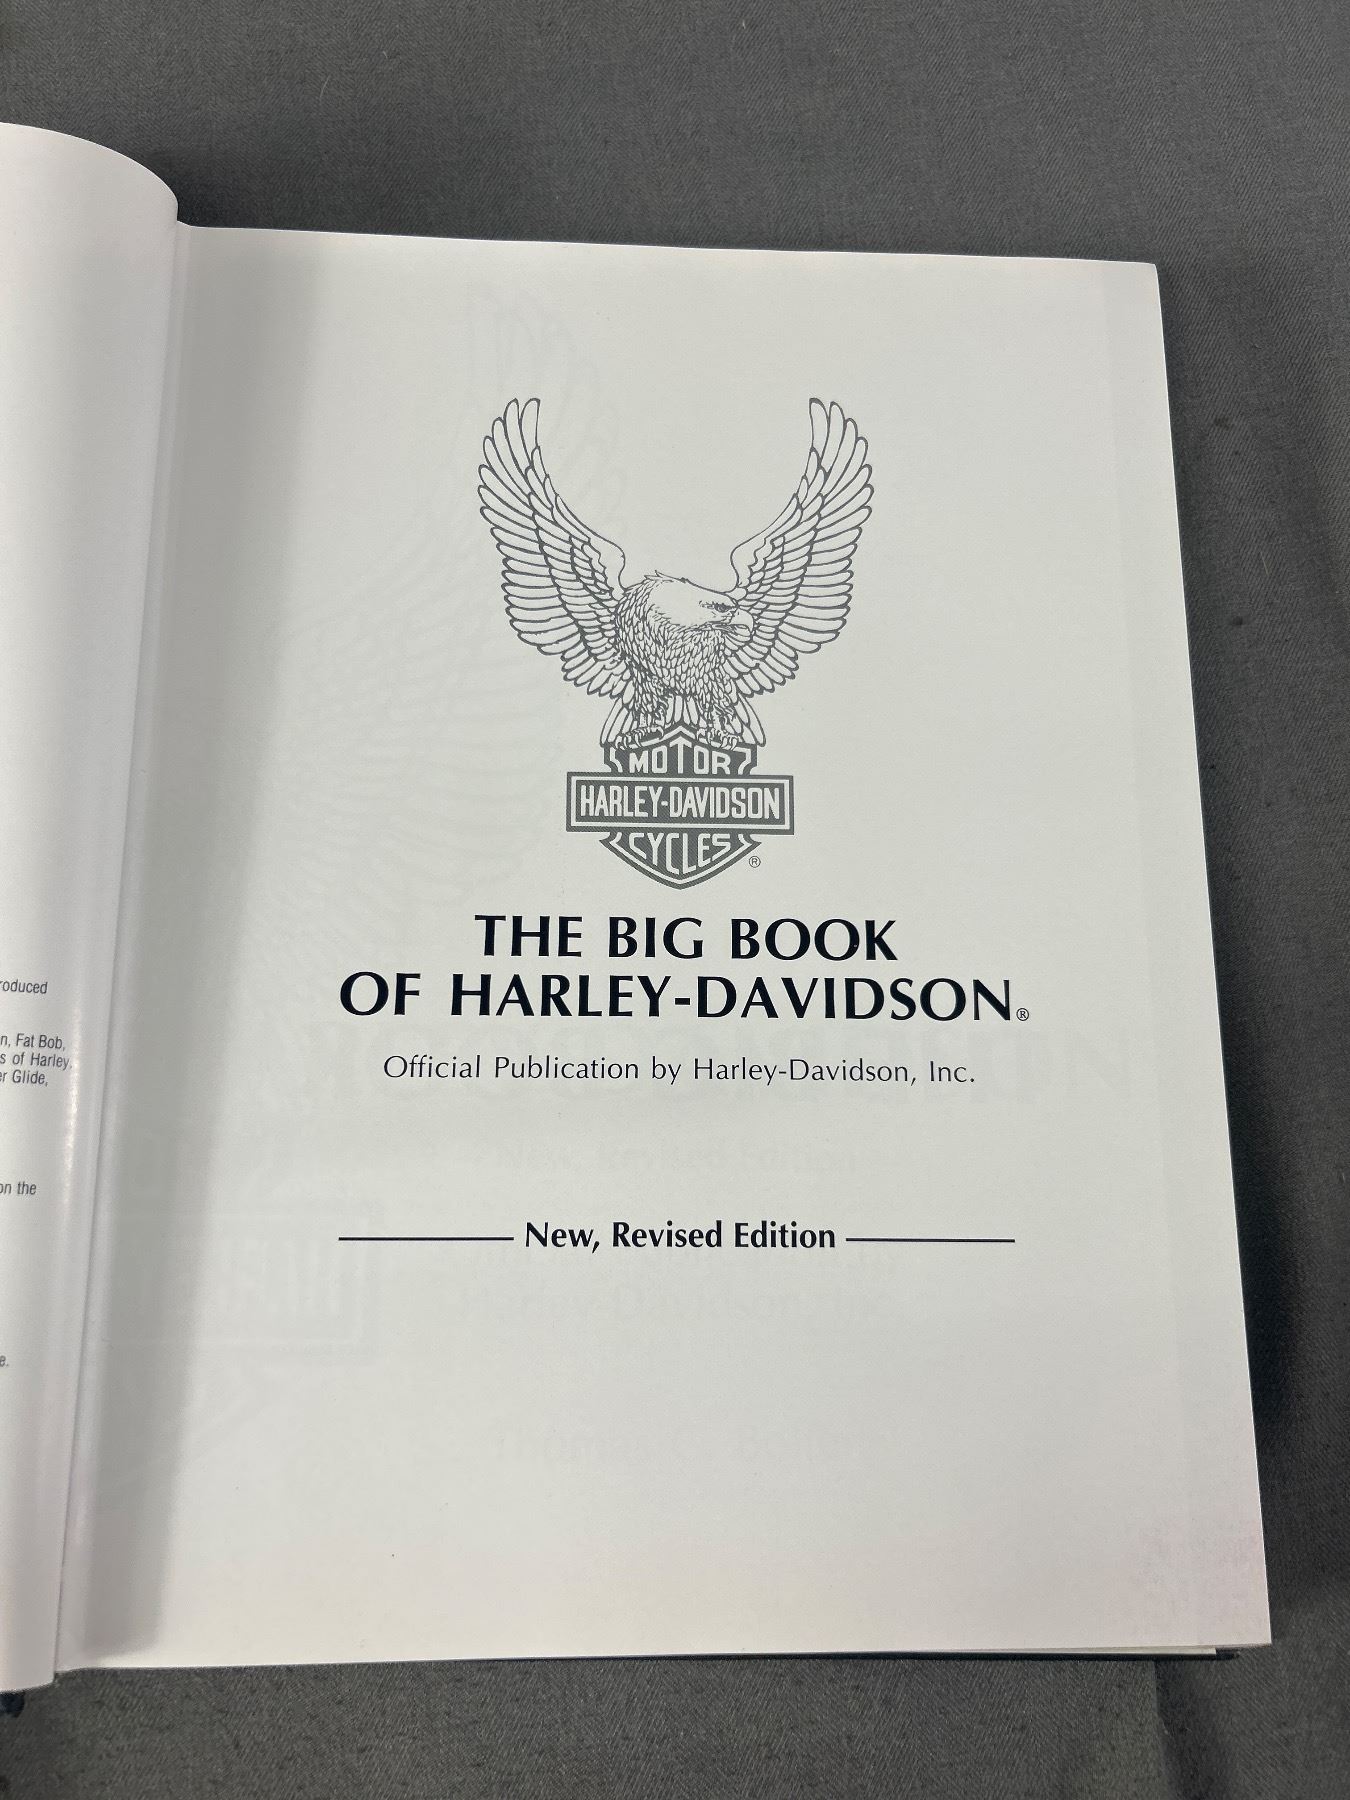 roduced
n, Fat Bob,
s of Harley,
er Glide,
on the
e.
MOTOR
HARLEY-DAVIDSON
CYCLES
®
THE BIG BOOK
OF HARLEY-DAVIDSON®
Official Publication by Harley-Davidson, Inc.
New, Revised Edition